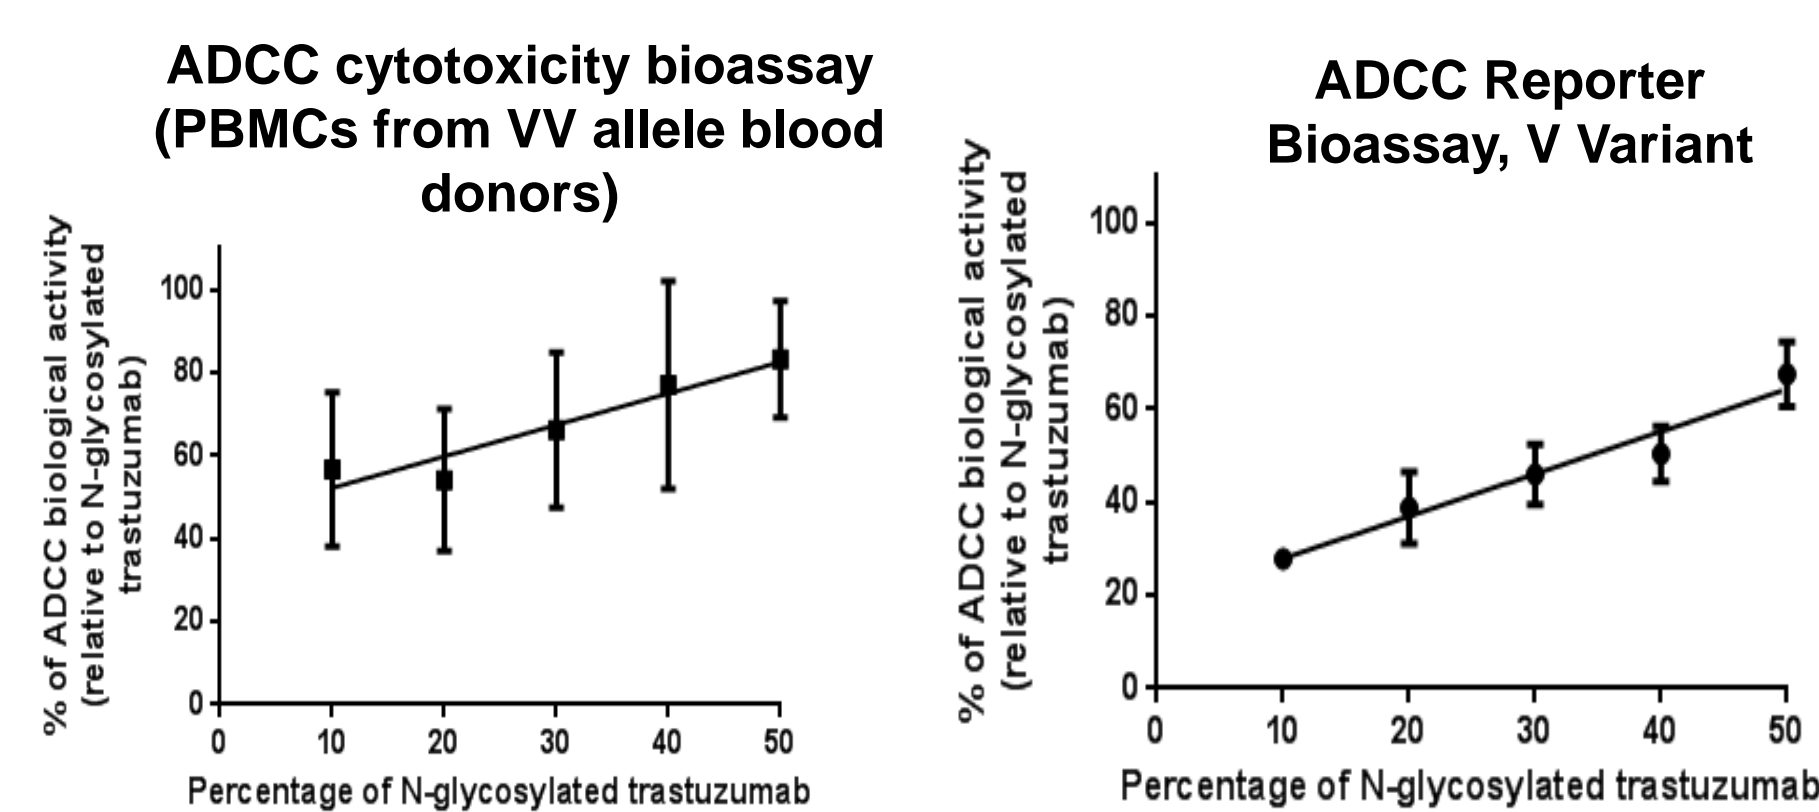 ADCC cytotoxicity bioassay
(PBMCs from VV allele blood
donors)
% of ADCC biological activity
(relative to N-glycosylated
trastuzumab)
100
80
60
40
20
0
0 10 20 30 40 50
Percentage of N-glycosylated trastuzumab
ADCC Reporter
Bioassay, V Variant
% of ADCC biological activity
(relative to N-glycosylated
trastuzumab)
100
80
60
40
20
0
0 10 20 30 40 50
Percentage of N-glycosylated trastuzumab